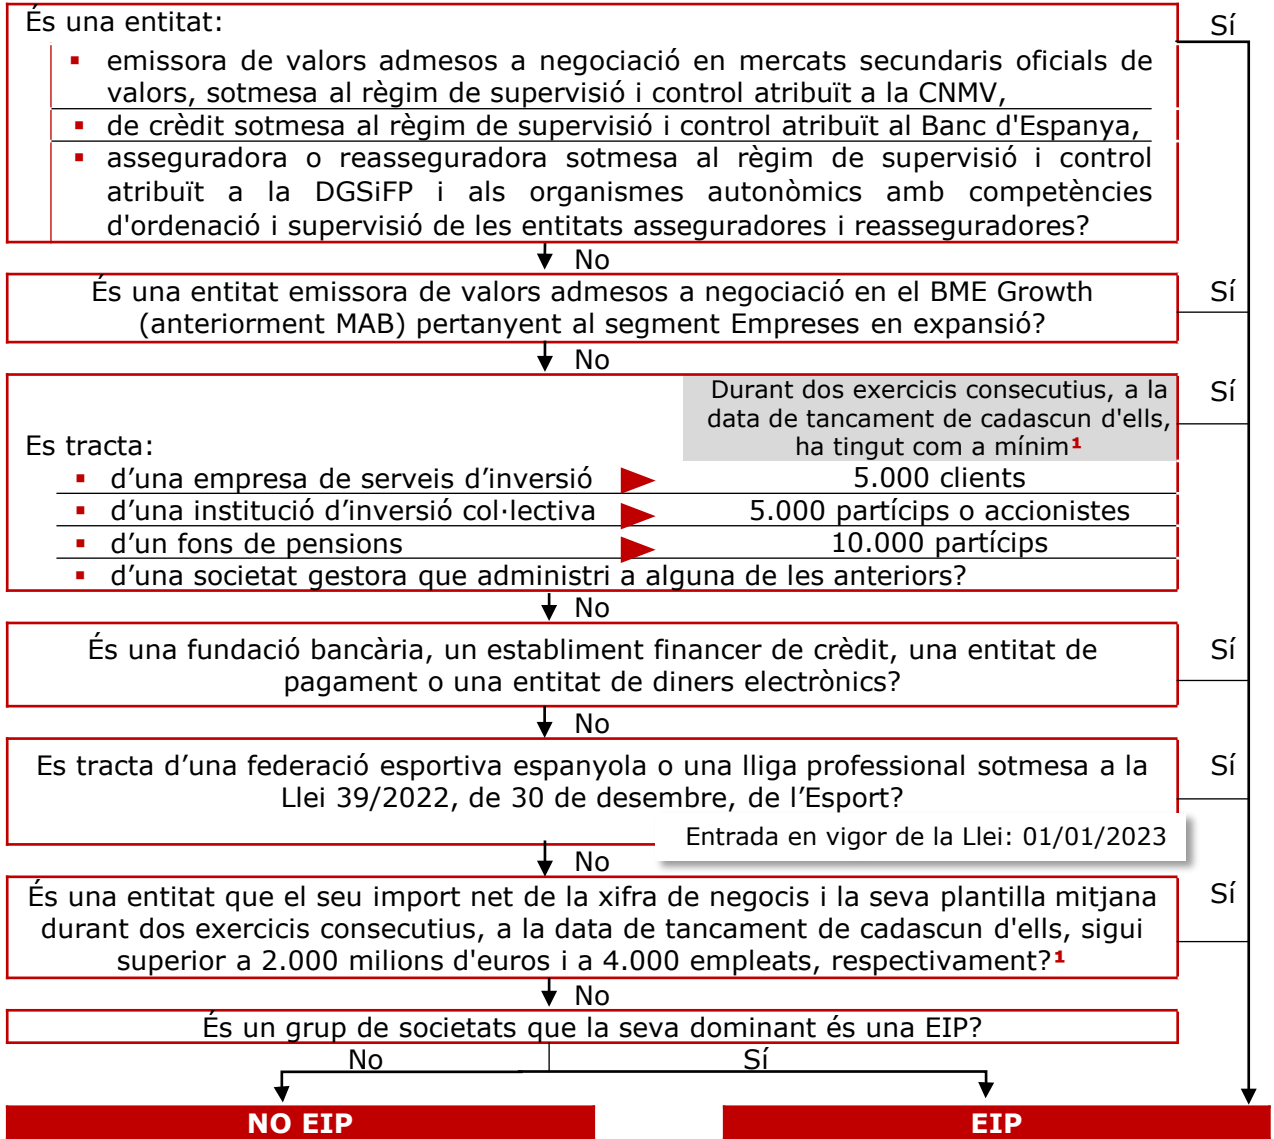 És una entitat:
Sí
▪ emissora de valors admesos a negociació en mercats secundaris oficials de
valors, sotmesa al règim de supervisió i control atribuït a la CNMV,
▪ de crèdit sotmesa al règim de supervisió i control atribuït al Banc d'Espanya,
▪ asseguradora o reasseguradora sotmesa al règim de supervisió i control
atribuït a la DGSiFP i als organismes autonòmics amb competències
d'ordenació i supervisió de les entitats asseguradores i reasseguradores?
No
És una entitat emissora de valors admesos a negociació en el BME Growth
(anteriorment MAB) pertanyent al segment Empreses en expansió?
Sí
No
Durant dos exercicis consecutius, a la
data de tancament de cadascun d'ells,
ha tingut com a mínim¹
Sí
Es tracta:
▪ d’una empresa de serveis d’inversió 5.000 clients
▪ d’una institució d’inversió col·lectiva 5.000 partícips o accionistes
▪ d’un fons de pensions 10.000 partícips
▪ d’una societat gestora que administri a alguna de les anteriors?
No
És una fundació bancària, un establiment financer de crèdit, una entitat de
pagament o una entitat de diners electrònics?
Sí
No
Es tracta d’una federació esportiva espanyola o una lliga professional sotmesa a la
Llei 39/2022, de 30 de desembre, de l’Esport?
Sí
Entrada en vigor de la Llei: 01/01/2023
No
És una entitat que el seu import net de la xifra de negocis i la seva plantilla mitjana
durant dos exercicis consecutius, a la data de tancament de cadascun d'ells, sigui
superior a 2.000 milions d'euros i a 4.000 empleats, respectivament?¹
Sí
No
És un grup de societats que la seva dominant és una EIP?
No
Sí
NO EIP
EIP